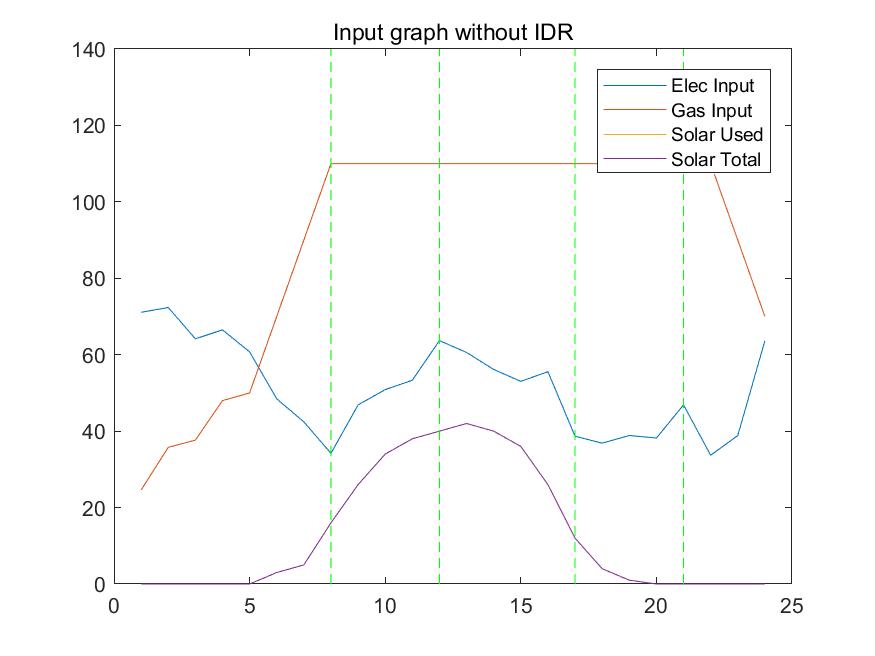 Input graph without IDR
140
120
100
80
60
40
20
0
0 5 10 15 20 25
Elec Input
Gas Input
Solar Used
Solar Total